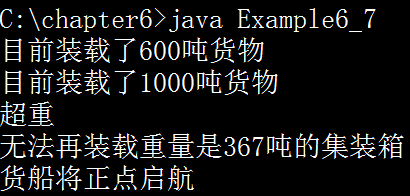 C:\chapter6>java Example6_7
目前装载了600吨货物
目前装载了1000吨货物
超重
无法再装载重量是367吨的集装箱
货船将正点启航